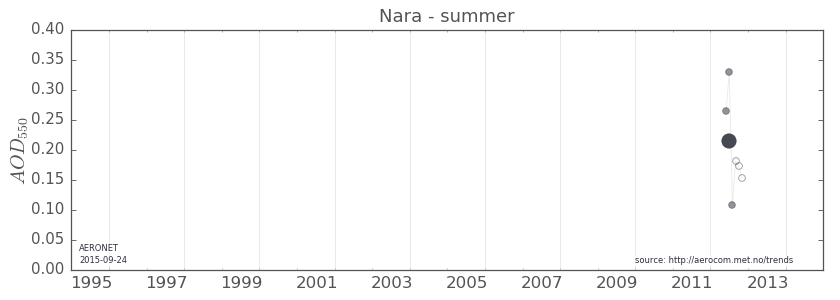 Nara - summer
0.40
0.35
0.30
0.25
0.20
0.15
0.10
0.05
0.00
AOD550
AERONET
2015-09-24
source: http://aerocom.met.no/trends
1995 1997 1999 2001 2003 2005 2007 2009 2011 2013